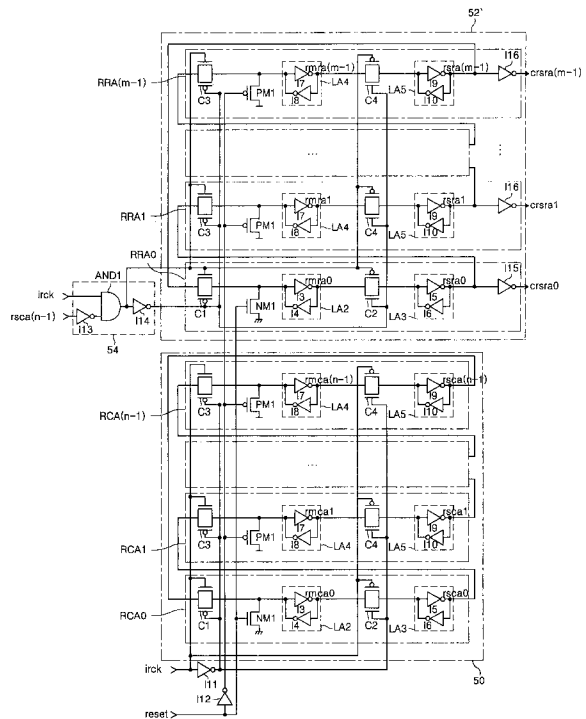 52'
RRA(m-1) C3 PM1 rmra(m-1) I7 I8 LA4 C4 LA5 rsra(m-1) I9 I10 I16 crsra(m-1)
...
RRA1 C3 PM1 rmra1 I7 I8 LA4 C4 LA5 rsra1 I9 I10 I16 crsra1
RRA0 C1 NM1 rmra0 I3 I4 LA2 C2 LA3 rsra0 I5 I6 I15 crsra0
AND1
irck
rsca(n-1) I13 I14
54
RCA(n-1) C3 PM1 rmca(n-1) I7 I8 LA4 C4 LA5 rsca(n-1) I9 I10
...
RCA1 C3 PM1 rmca1 I7 I8 LA4 C4 LA5 rsca1 I9 I10
RCA0 C1 NM1 rmca0 I3 I4 LA2 C2 LA3 rsca0 I5 I6
irck I11
50
I12
reset